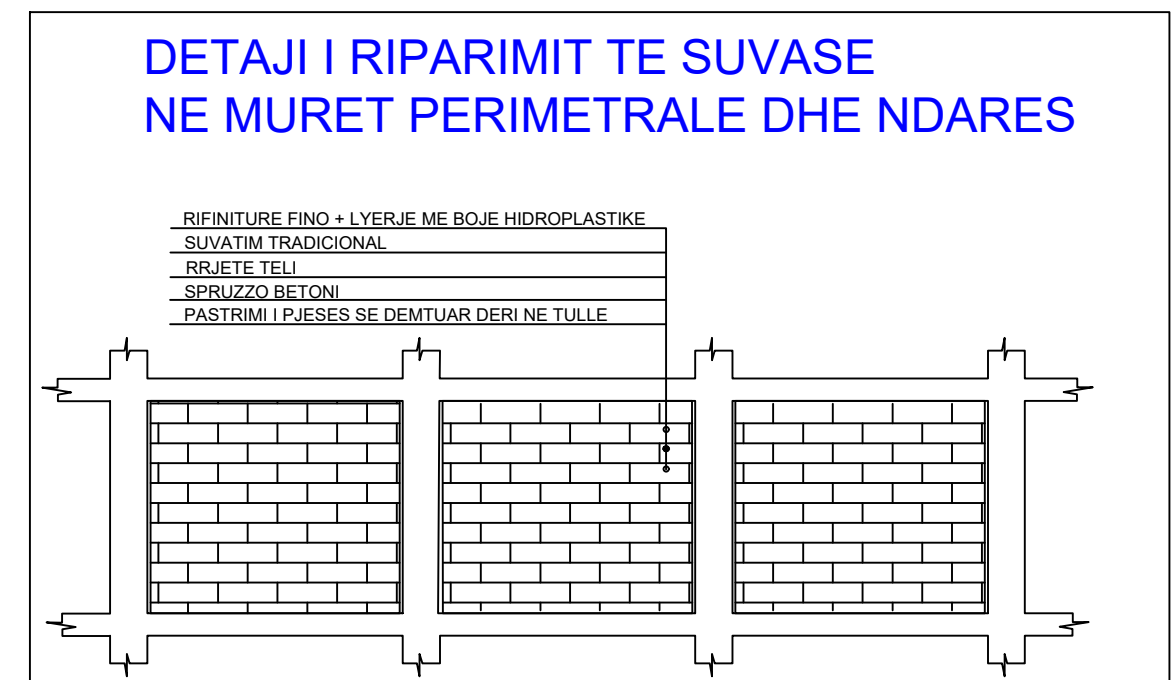 DETAJI I RIPARIMIT TE SUVASE
NE MURET PERIMETRALE DHE NDARES
RIFINITURE FINO + LYERJE ME BOJE HIDROPLASTIKE
SUVATIM TRADICIONAL
RRJETE TELI
SPRUZZO BETONI
PASTRIMI I PJESES SE DEMTUAR DERI NE TULLE